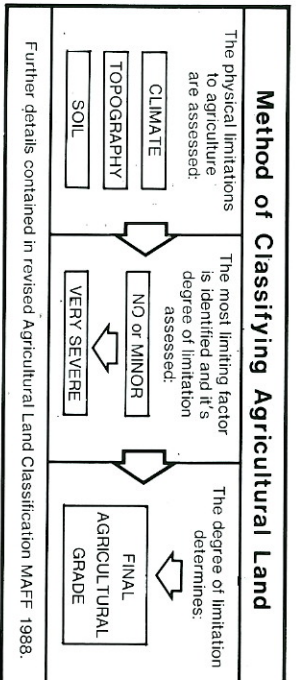 Method of Classifying Agricultural Land
The physical limitations
to agriculture
are assessed:
CLIMATE
TOPOGRAPHY
SOIL
The most limiting factor
is identified and it's
degree of limitation
assessed:
NO or MINOR
VERY SEVERE
The degree of limitation
determines:
FINAL
AGRICULTURAL
GRADE
Further details contained in revised Agricultural Land Classification MAFF 1988.